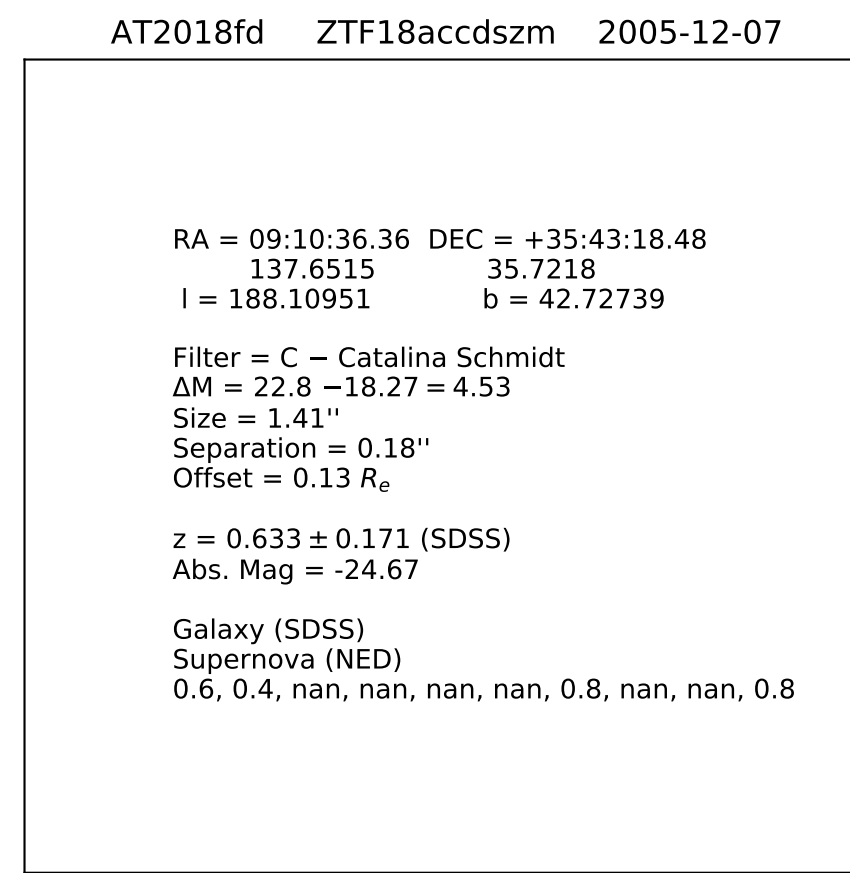 AT2018fd ZTF18accdszm 2005-12-07
RA = 09:10:36.36 DEC = +35:43:18.48
137.6515 35.7218
l = 188.10951 b = 42.72739
Filter = C − Catalina Schmidt
ΔM = 22.8 −18.27 = 4.53
Size = 1.41''
Separation = 0.18''
Offset = 0.13 Re
z = 0.633 ± 0.171 (SDSS)
Abs. Mag = -24.67
Galaxy (SDSS)
Supernova (NED)
0.6, 0.4, nan, nan, nan, nan, 0.8, nan, nan, 0.8